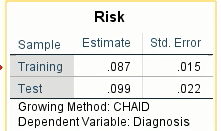 Risk
Sample Estimate Std. Error
Training .087 .015
Test .099 .022
Growing Method: CHAID
Dependent Variable: Diagnosis